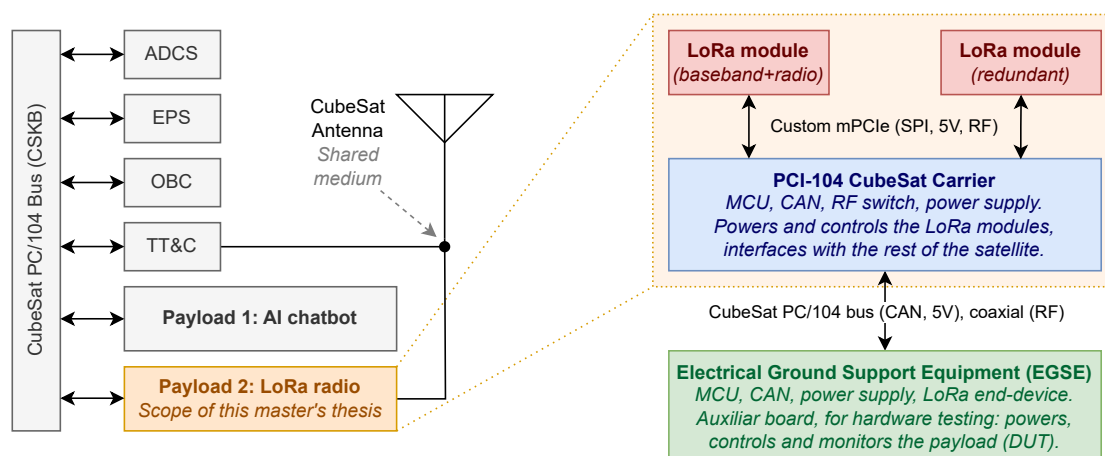 CubeSat PC/104 Bus (CSKB)
ADCS
EPS
OBC
TT&C
Payload 1: AI chatbot
Payload 2: LoRa radio
Scope of this master's thesis
CubeSat
Antenna
Shared
medium
LoRa module
(baseband+radio)
LoRa module
(redundant)
Custom mPCIe (SPI, 5V, RF)
PCI-104 CubeSat Carrier
MCU, CAN, RF switch, power supply.
Powers and controls the LoRa modules,
interfaces with the rest of the satellite.
CubeSat PC/104 bus (CAN, 5V), coaxial (RF)
Electrical Ground Support Equipment (EGSE)
MCU, CAN, power supply, LoRa end-device.
Auxiliar board, for hardware testing: powers,
controls and monitors the payload (DUT).